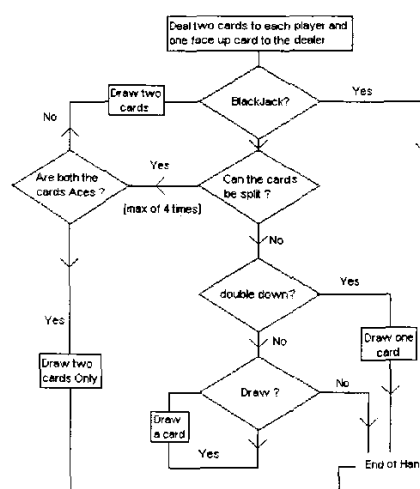 Deal two cards to each player and
one face up card to the dealer
Draw two
cards
BlackJack?
Yes
No
Are both the
cards Aces ?
Yes
(max of 4 times)
Can the cards
be split ?
No
double down?
Yes
Yes
Draw one
card
No
Draw two
cards Only
Draw ?
No
Draw
a card
Yes
End of Han